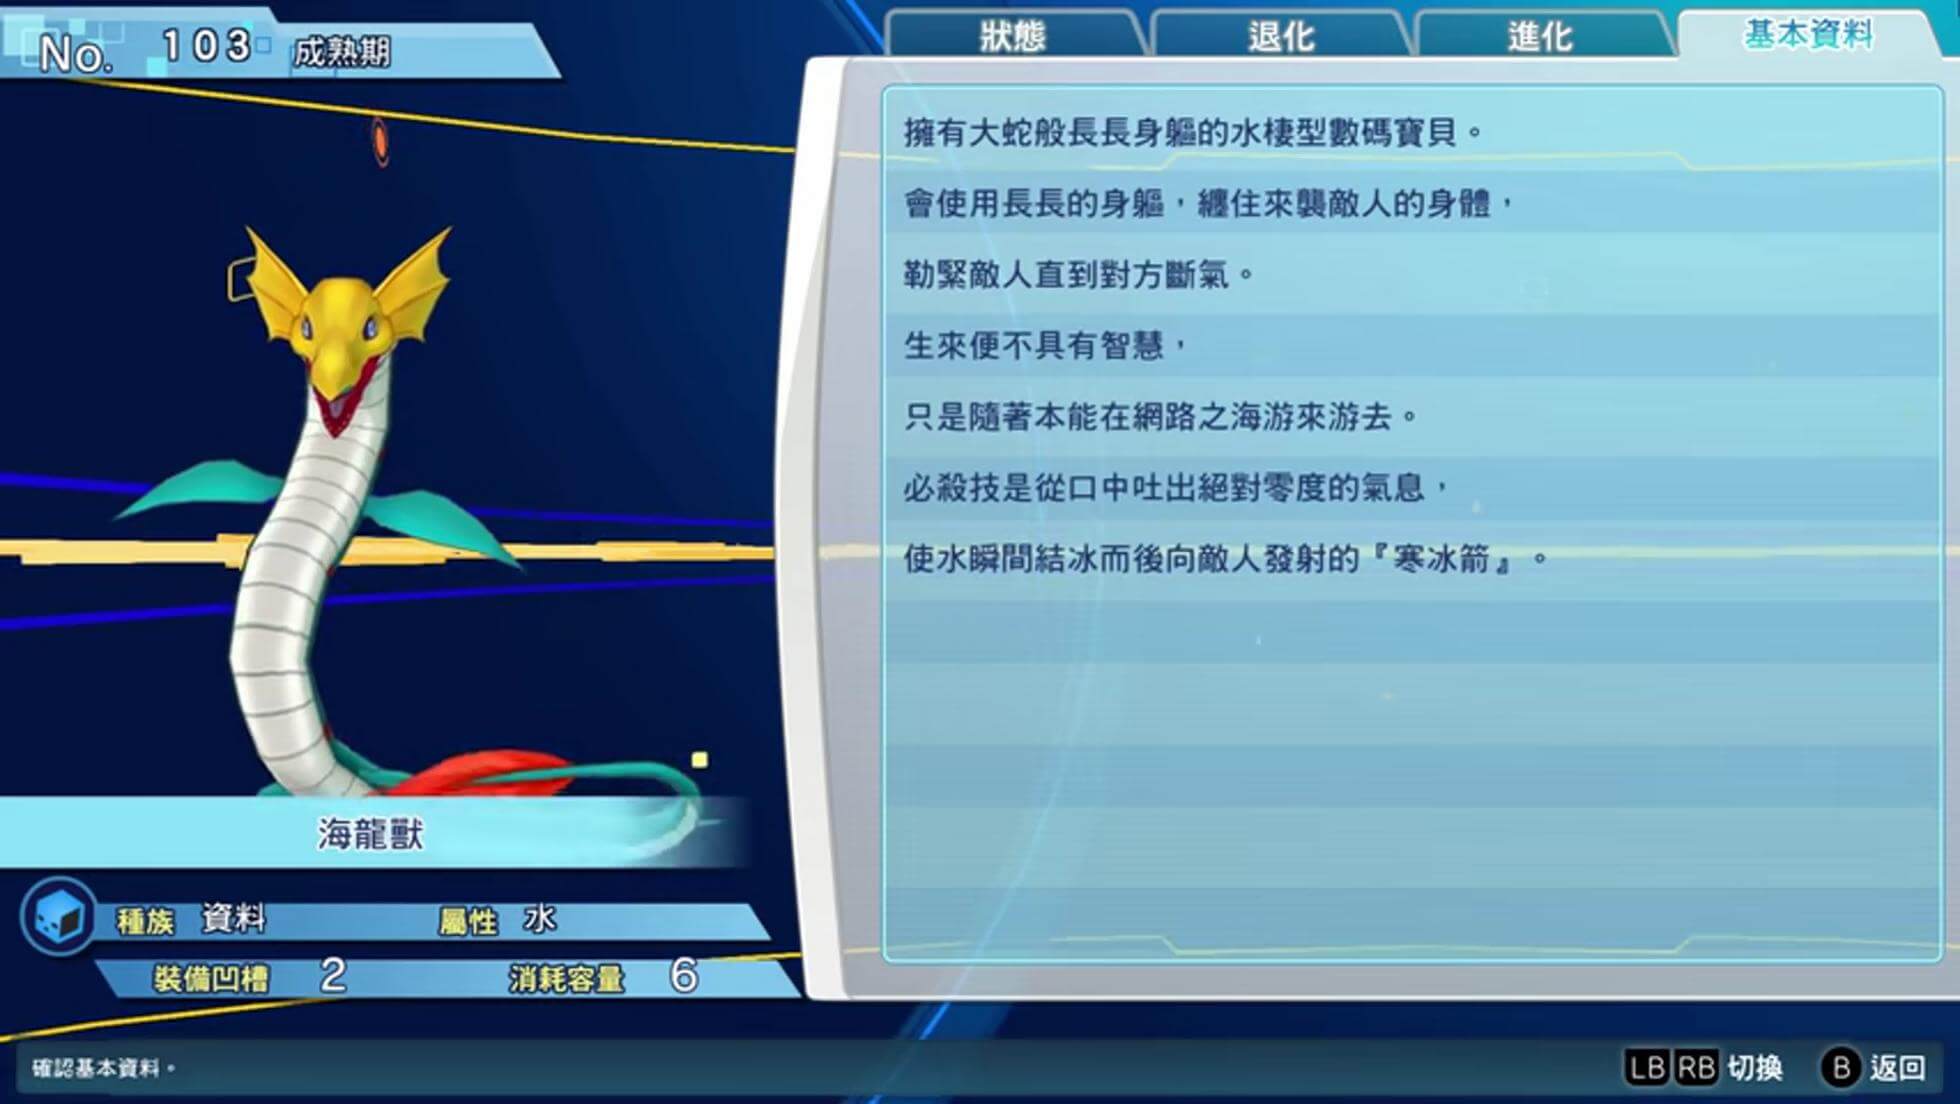 No. 103 成熟期
狀態 退化 進化 基本資料
擁有大蛇般長長身軀的水棲型數碼寶貝。
會使用長長的身軀，纏住來襲敵人的身體，
勒緊敵人直到對方斷氣。
生來便不具有智慧，
只是隨著本能在網路之海游來游去。
必殺技是從口中吐出絕對零度的氣息，
使水瞬間結冰而後向敵人發射的『寒冰箭』。
海龍獸
種族 資料 屬性 水
裝備凹槽 2 消耗容量 6
確認基本資料。
LB RB 切換 B 返回